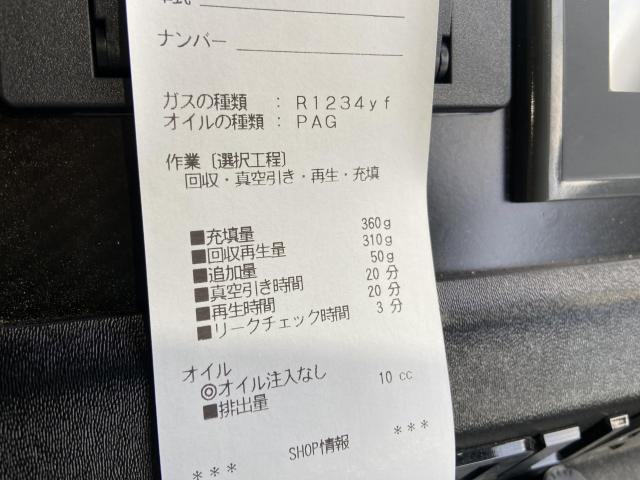 ナンバー
ガスの種類 : R1234yf
オイルの種類 : PAG
作業〔選択工程〕
回収・真空引き・再生・充填
■充填量 360g
■回収再生量 310g
■追加量 50g
■真空引き時間 20 分
■再生時間 20 分
■リークチェック時間 3 分
オイル
◎オイル注入なし
■排出量 10 cc
*** SHOP情報 ***